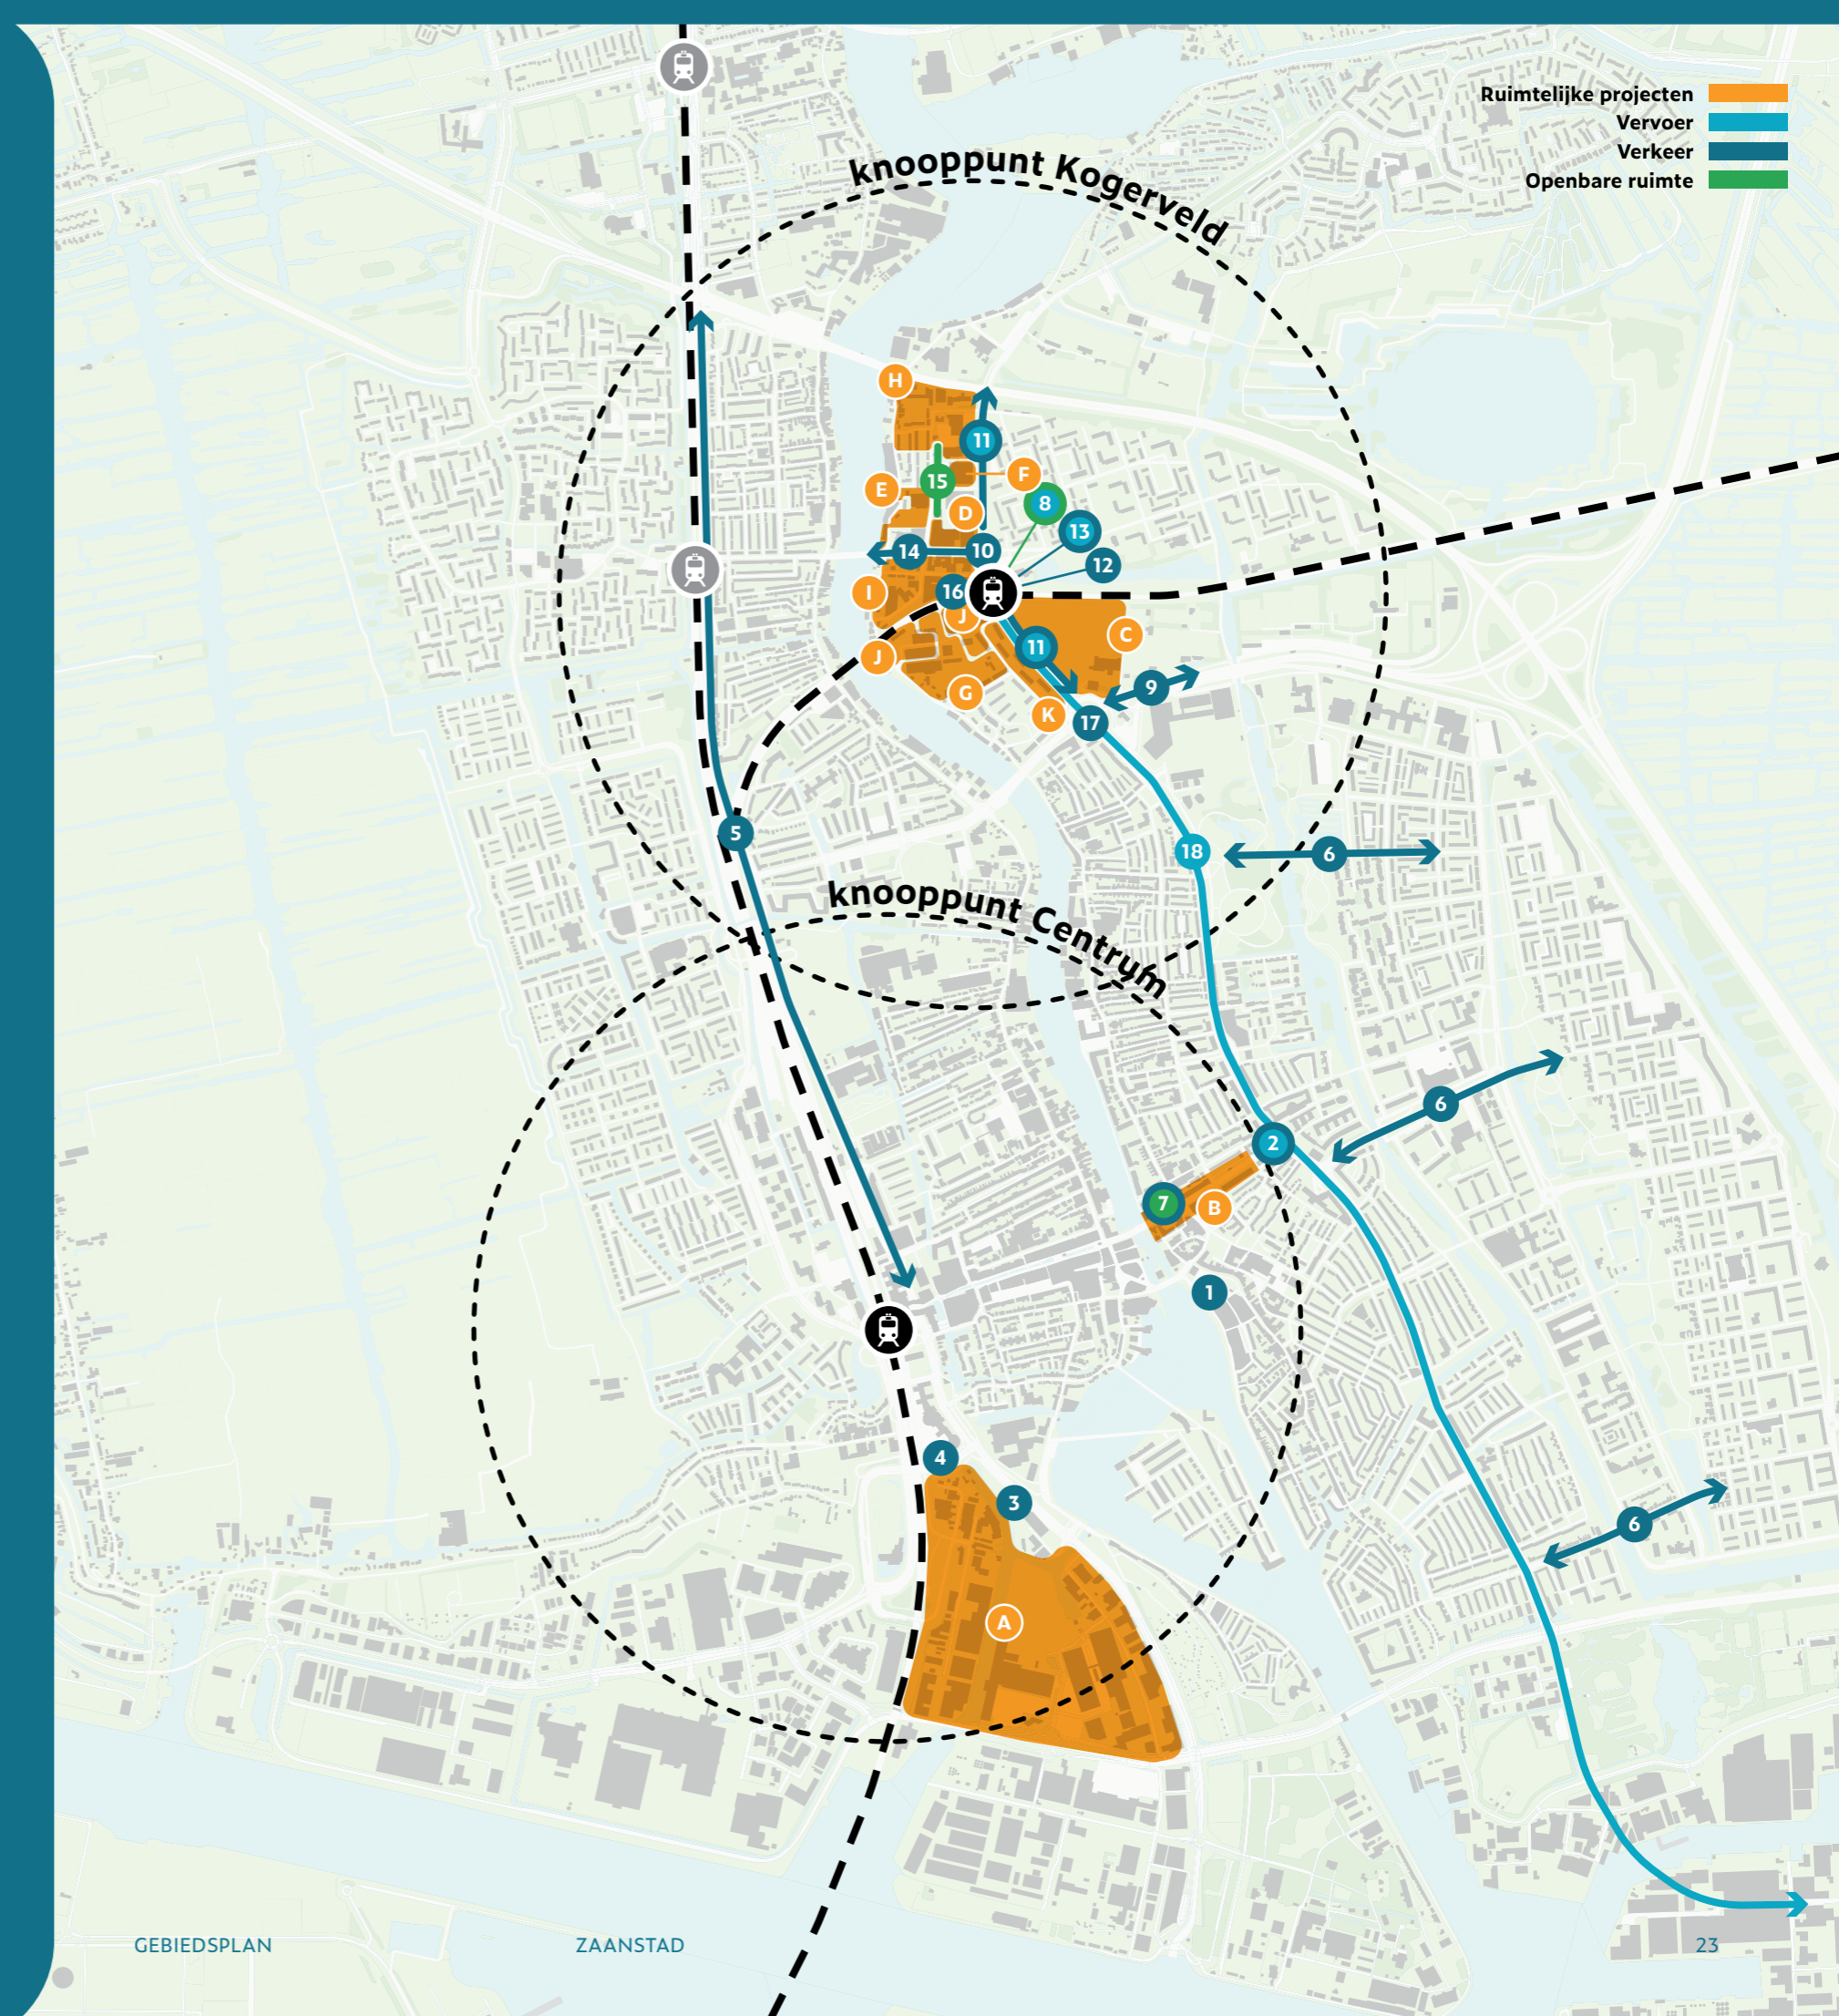 Ruimtelijke projecten
Vervoer
Verkeer
Openbare ruimte
knooppunt Kogerveld
H
11
F
15
E
8
D
13
14
10
12
I
16
J
C
11
J
9
G
K
17
5
18
6
knooppunt Centrum
6
2
7
B
1
4
3
6
A
GEBIEDSPLAN
ZAANSTAD
23